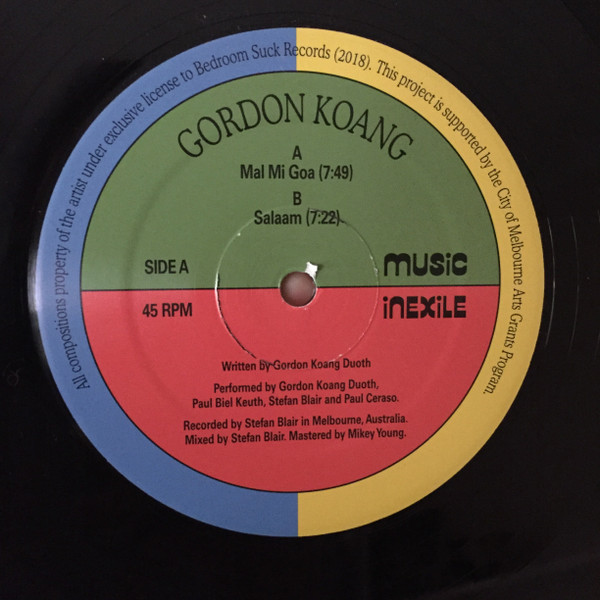 All compositions property of the artist under exclusive license to Bedroom Suck Records (2018). This project is supported by the City of Melbourne Arts Grants Program.
GORDON KOANG
A
Mal Mi Goa (7:49)
B
Salaam (7:22)
SIDE A
MUSIC
45 RPM
INEXILE
Written by Gordon Koang Duoth
Performed by Gordon Koang Duoth,
Paul Biel Keuth, Stefan Blair and Paul Ceraso.
Recorded by Stefan Blair in Melbourne, Australia.
Mixed by Stefan Blair. Mastered by Mikey Young.